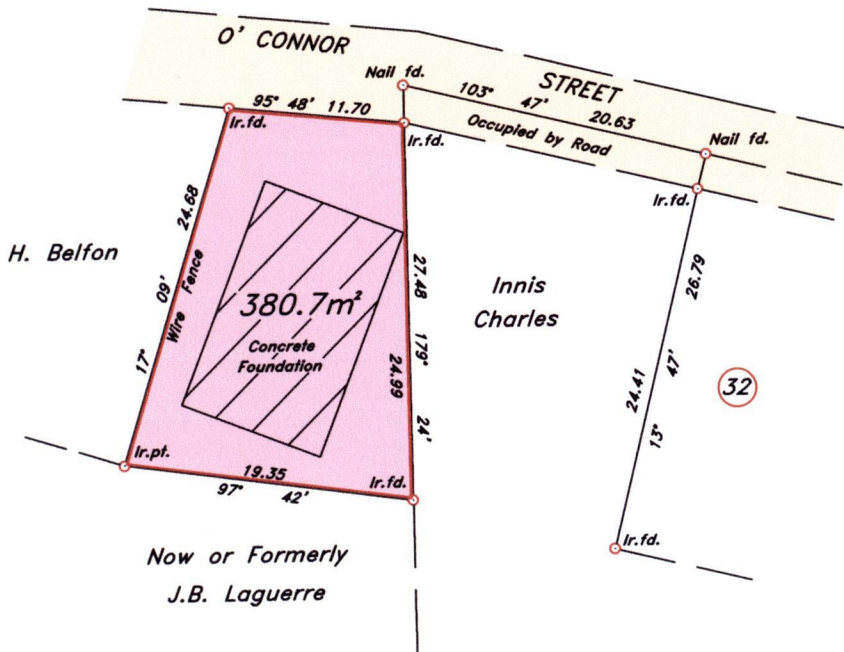 O' CONNOR
STREET
Nail fd.
103° 47' 20.63
Nail fd.
95° 48' 11.70
Occupied by Road
Ir.fd.
Ir.fd.
Ir.fd.
17° 09' 24.68
Wire Fence
H. Belfon
380.7m²
Concrete
Foundation
27.48
179° 24'
24.99
Innis
Charles
26.79
24.41
13° 47'
32
Ir.pt.
19.35
97° 42'
Ir.fd.
Ir.fd.
Now or Formerly
J.B. Laguerre